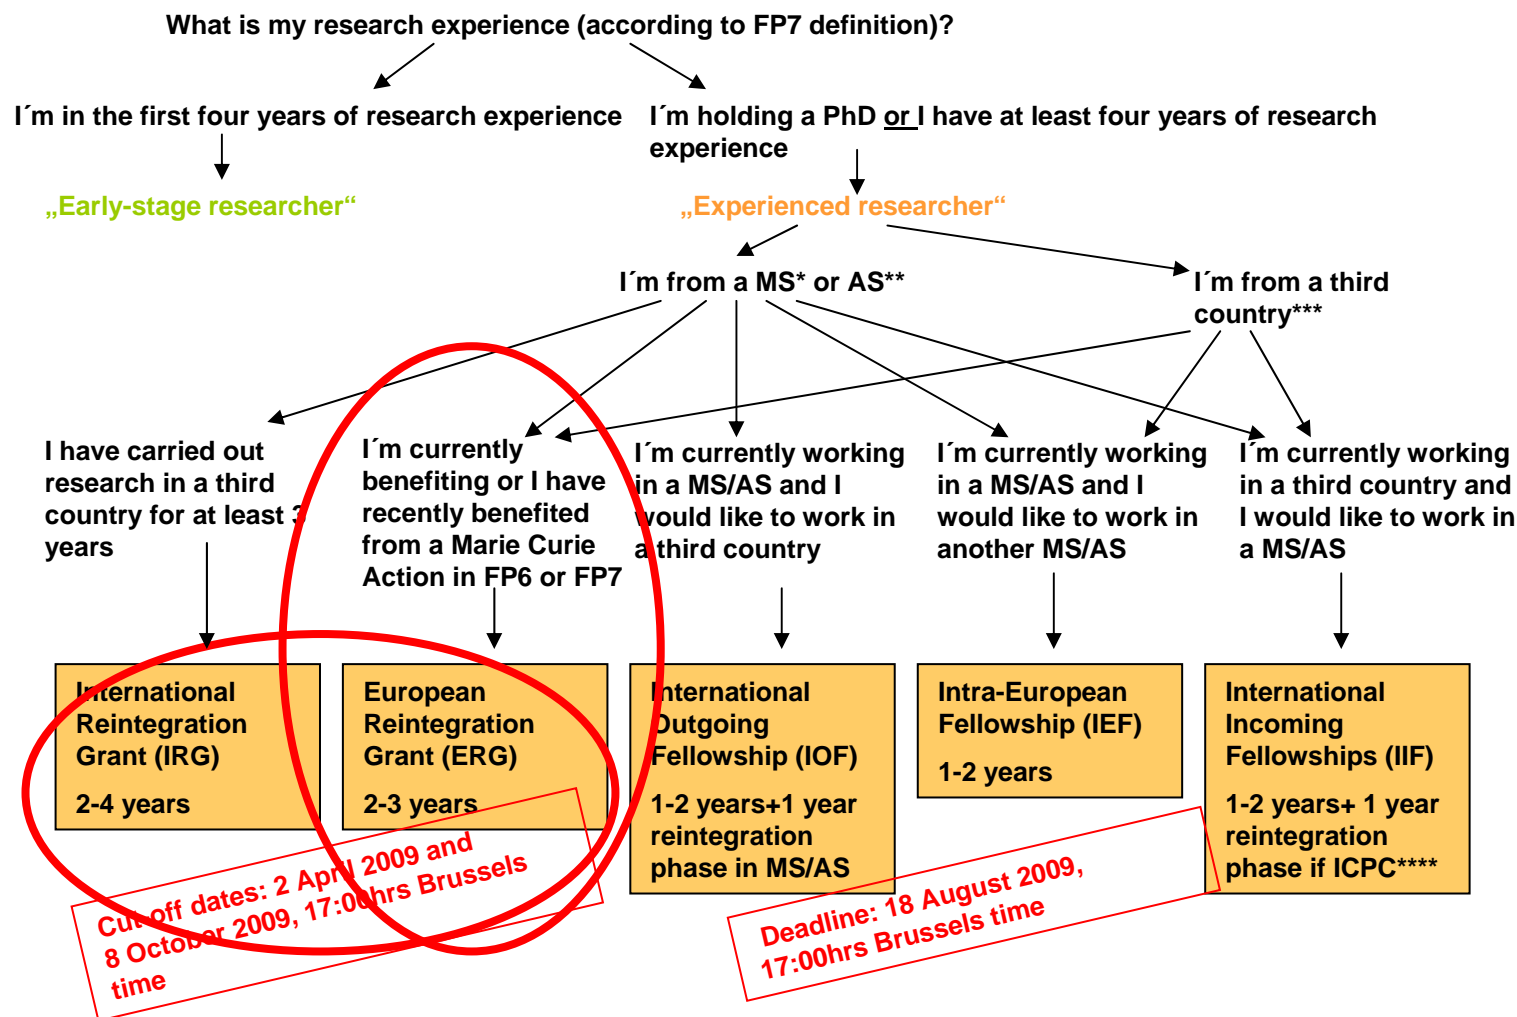 What is my research experience (according to FP7 definition)?
I´m in the first four years of research experience
I´m holding a PhD or I have at least four years of research
experience
„Early-stage researcher“
„Experienced researcher“
I´m from a MS* or AS**
I´m from a third
country***
I have carried out
research in a third
country for at least 3
years
I´m currently
benefiting or I have
recently benefited
from a Marie Curie
Action in FP6 or FP7
I´m currently working
in a MS/AS and I
would like to work in
a third country
I´m currently working
in a MS/AS and I
would like to work in
another MS/AS
I´m currently working
in a third country and
I would like to work in
a MS/AS
International
Reintegration
Grant (IRG)
2-4 years
European
Reintegration
Grant (ERG)
2-3 years
International
Outgoing
Fellowship (IOF)
1-2 years+1 year
reintegration
phase in MS/AS
Intra-European
Fellowship (IEF)
1-2 years
International
Incoming
Fellowships (IIF)
1-2 years+ 1 year
reintegration
phase if ICPC****
Cut-off dates: 2 April 2009 and
8 October 2009, 17:00hrs Brussels
time
Deadline: 18 August 2009,
17:00hrs Brussels time